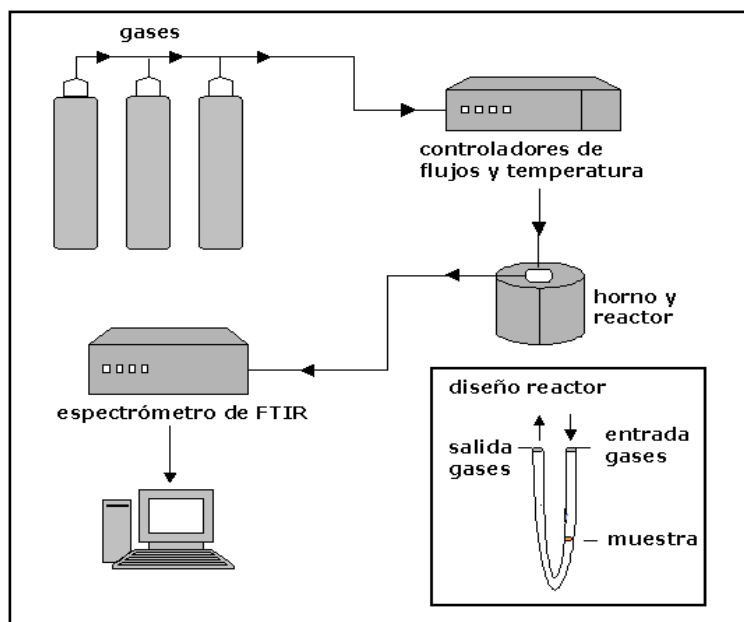 gases
controladores de
flujos y temperatura
horno y
reactor
espectrómetro de FTIR
diseño reactor
salida
gases
entrada
gases
muestra